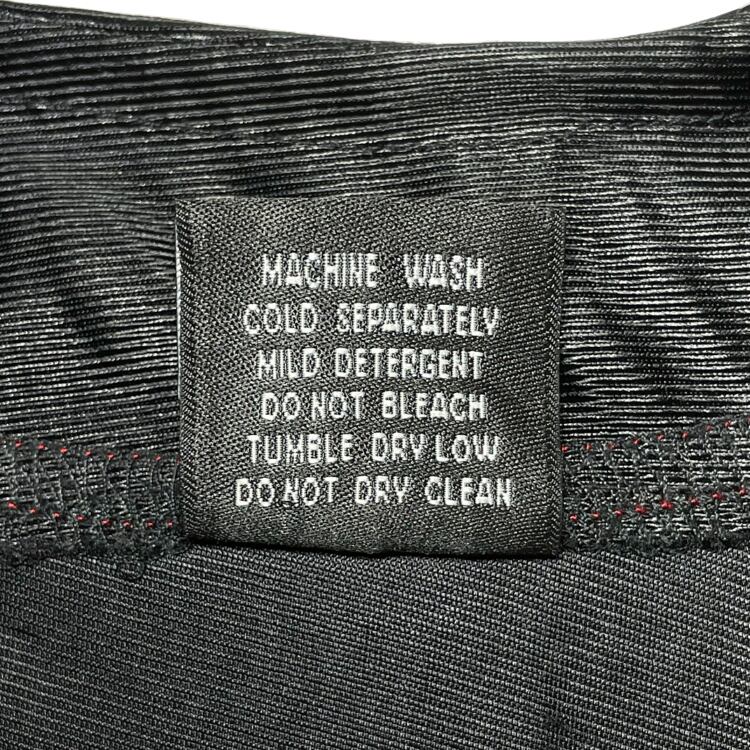 MACHINE WASH
COLD SEPARATELY
MILD DETERGENT
DO NOT BLEACH
TUMBLE DRY LOW
DO NOT DRY CLEAN